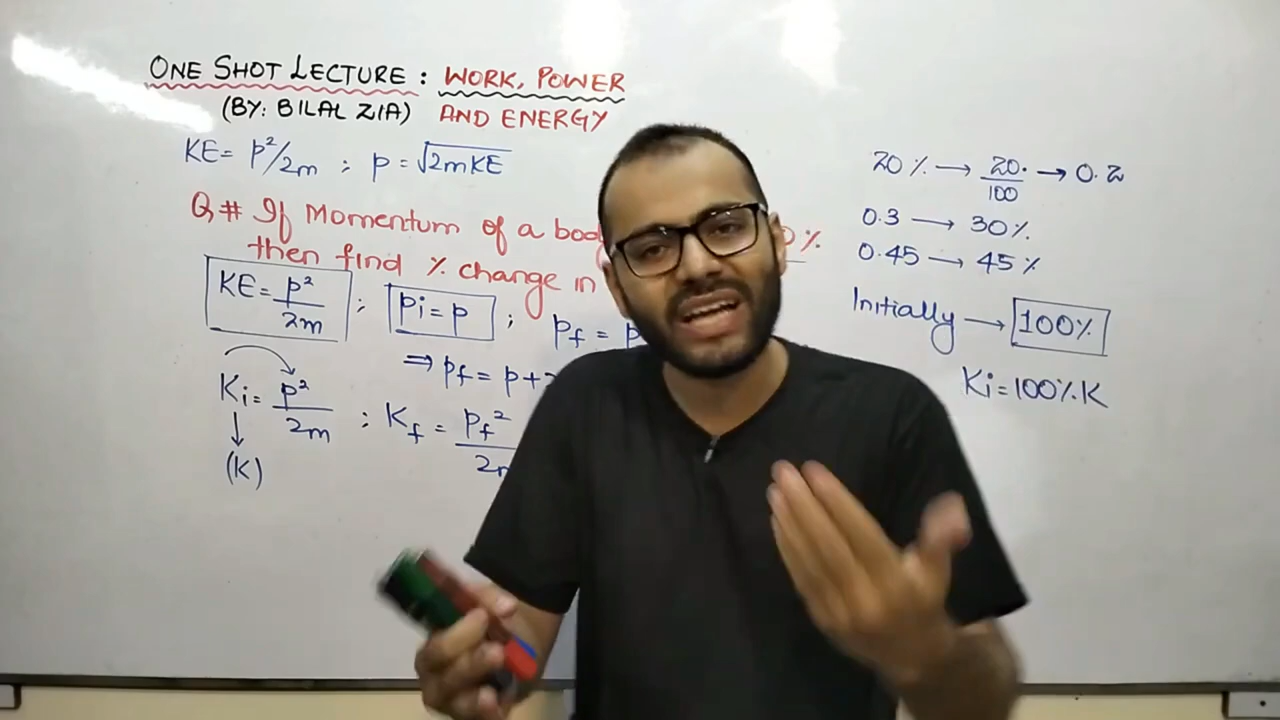 ONE SHOT LECTURE : WORK, POWER
(BY: BILAL ZIA) AND ENERGY
KE = p²/2m ; p = √2mKE
Q# If Momentum of a %
then find % change in
KE = p²/2m ; pi = p ; pf =
⇒ pf = p +
Ki = p²/2m ; Kf = pf²
(K)
20% → 20/100 → 0.2
0.3 → 30%
0.45 → 45%
Initially → 100%
Ki = 100% K